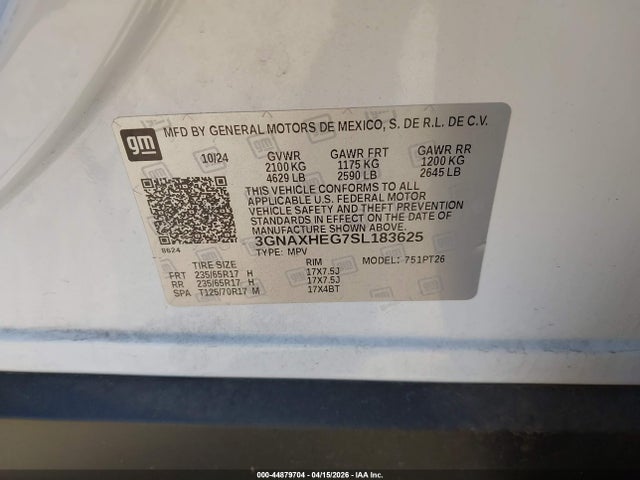 gm
MFD BY GENERAL MOTORS DE MEXICO, S. DE R.L. DE C.V.
10/24 GVWR GAWR FRT GAWR RR
2100 KG 1175 KG 1200 KG
4629 LB 2590 LB 2645 LB
THIS VEHICLE CONFORMS TO ALL
APPLICABLE U.S. FEDERAL MOTOR
VEHICLE SAFETY AND THEFT PREVENTION
STANDARDS IN EFFECT ON THE DATE OF
MANUFACTURE SHOWN ABOVE.
8624 3GNAXHEG7SL183625
TYPE: MPV MODEL: 751PT26
TIRE SIZE RIM
FRT 235/65R17 H 17X7.5J
RR 235/65R17 H 17X7.5J
SPA T125/70R17 M 17X4BT
000-44879704 - 04/15/2026 - IAA Inc.